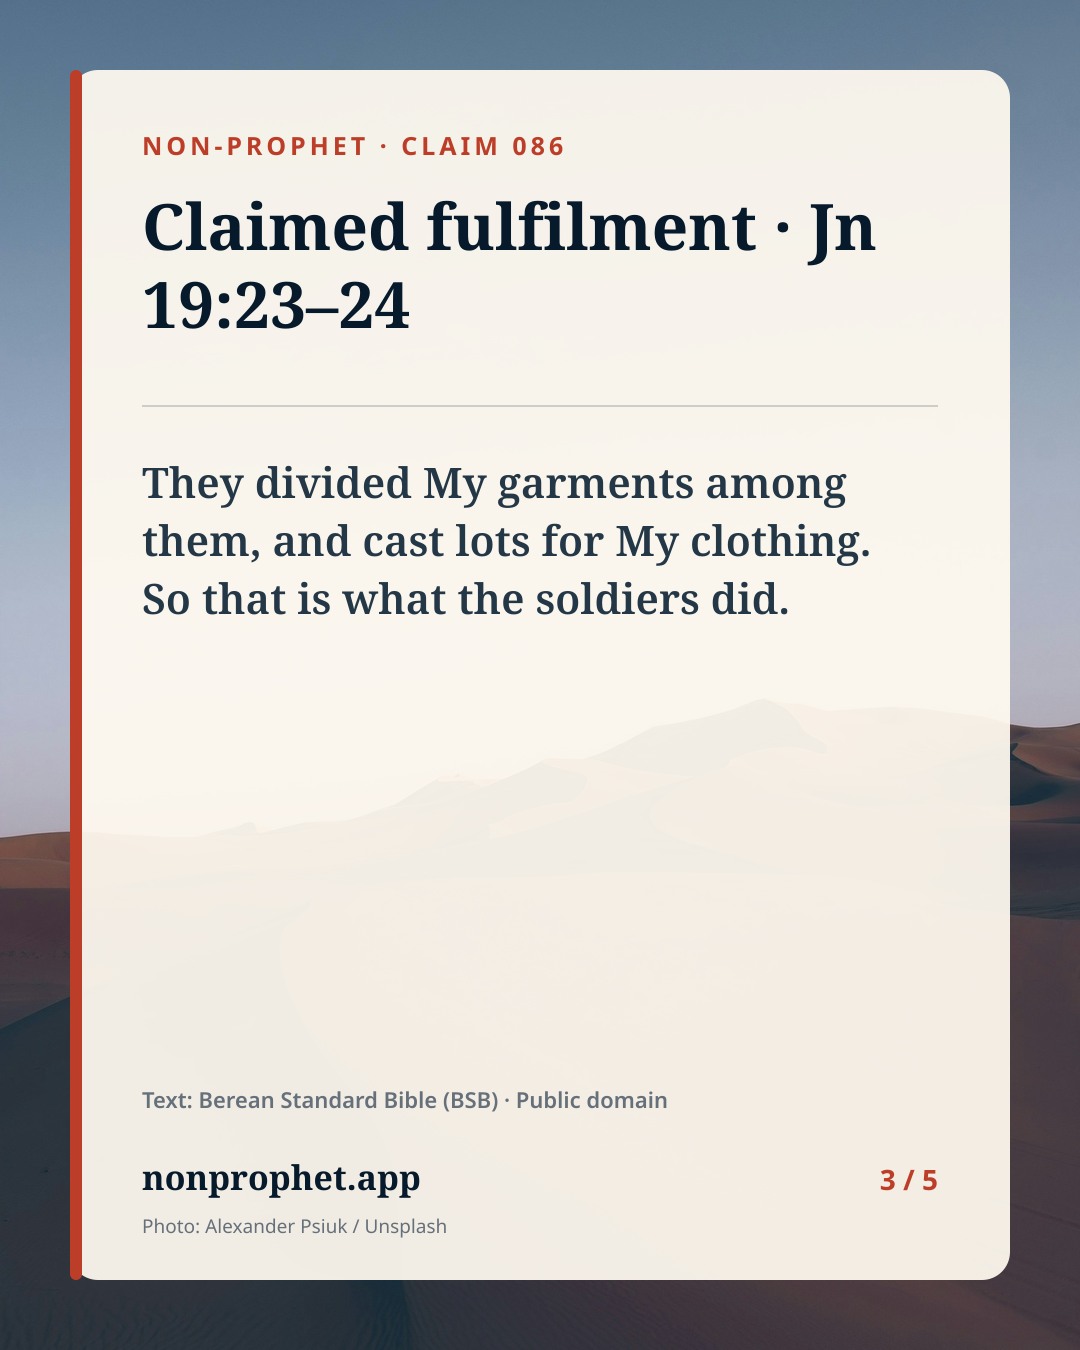 NON-PROPHET · CLAIM 086
Claimed fulfilment · Jn
19:23–24
They divided My garments among
them, and cast lots for My clothing.
So that is what the soldiers did.
Text: Berean Standard Bible (BSB) · Public domain
nonprophet.app
3 / 5
Photo: Alexander Psiuk / Unsplash